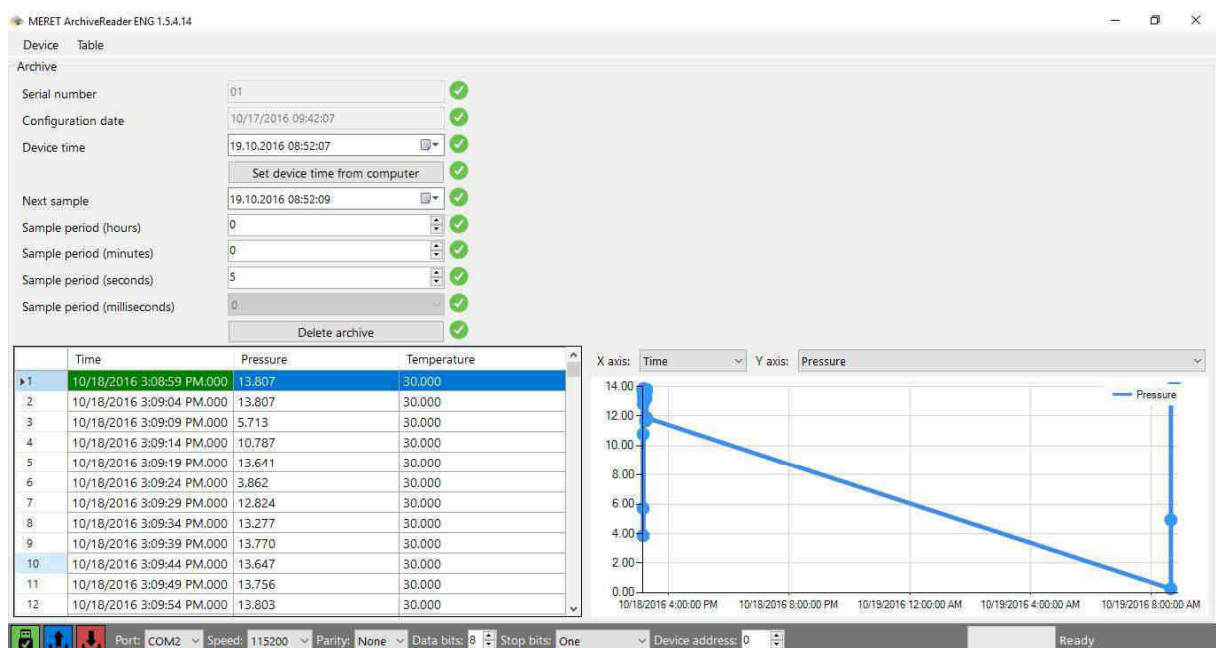 MERET ArchiveReader ENG 1.5.4.14
Device Table
Archive
Serial number 01
Configuration date 10/17/2016 09:42:07
Device time 19.10.2016 08:52:07
Set device time from computer
Next sample 19.10.2016 08:52:09
Sample period (hours) 0
Sample period (minutes) 0
Sample period (seconds) 5
Sample period (milliseconds) 0
Delete archive
Time Pressure Temperature
1 10/18/2016 3:08:59 PM.000 13.807 30.000
2 10/18/2016 3:09:04 PM.000 13.807 30.000
3 10/18/2016 3:09:09 PM.000 5.713 30.000
4 10/18/2016 3:09:14 PM.000 10.787 30.000
5 10/18/2016 3:09:19 PM.000 13.641 30.000
6 10/18/2016 3:09:24 PM.000 3.862 30.000
7 10/18/2016 3:09:29 PM.000 12.824 30.000
8 10/18/2016 3:09:34 PM.000 13.277 30.000
9 10/18/2016 3:09:39 PM.000 13.770 30.000
10 10/18/2016 3:09:44 PM.000 13.647 30.000
11 10/18/2016 3:09:49 PM.000 13.756 30.000
12 10/18/2016 3:09:54 PM.000 13.803 30.000
X axis: Time Y axis: Pressure
Pressure
14.00
12.00
10.00
8.00
6.00
4.00
2.00
0.00
10/18/2016 4:00:00 PM 10/18/2016 8:00:00 PM 10/19/2016 12:00:00 AM 10/19/2016 4:00:00 AM 10/19/2016 8:00:00 AM
Port: COM2 Speed: 115200 Parity: None Data bits: 8 Stop bits: One Device address: 0 Ready